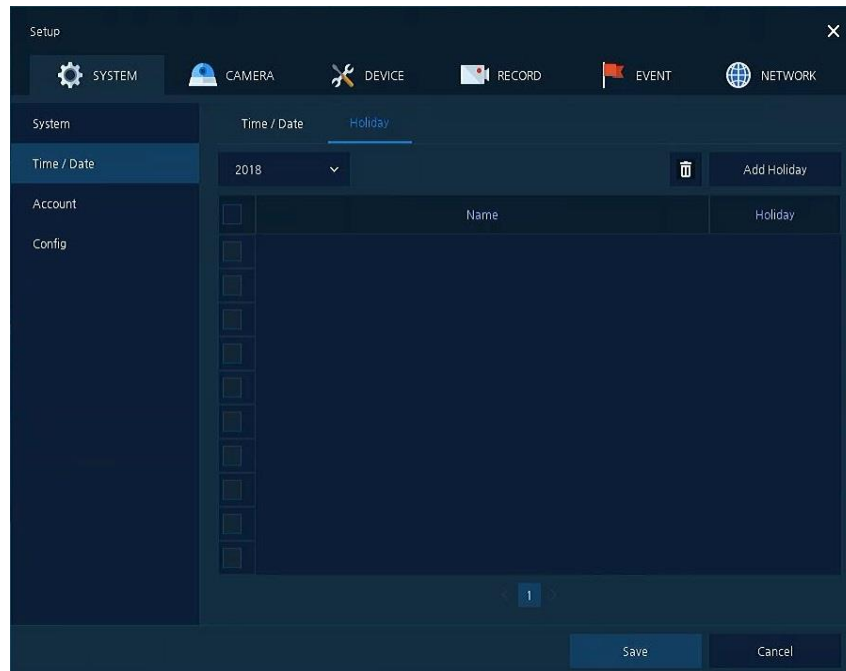 Setup
SYSTEM CAMERA DEVICE RECORD EVENT NETWORK
System
Time / Date
Account
Config
Time / Date Holiday
2018 Add Holiday
Name Holiday
1
Save Cancel